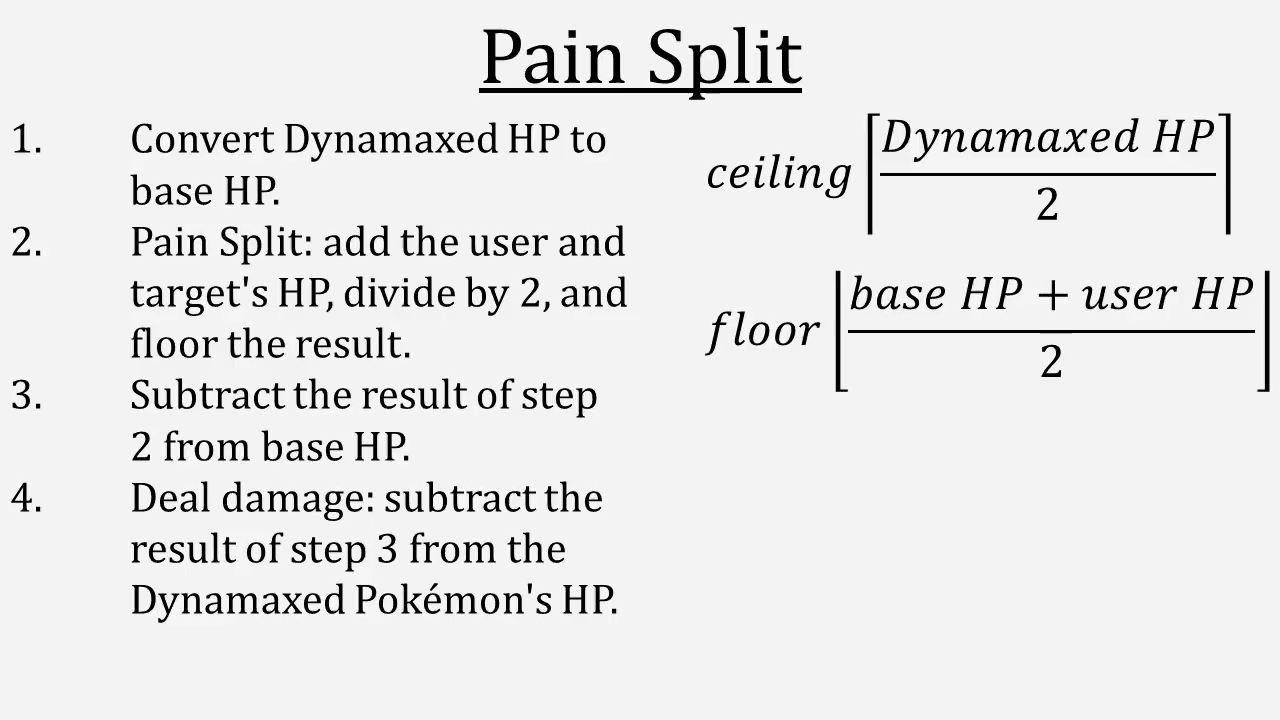 Pain Split
1. Convert Dynamaxed HP to
base HP.
2. Pain Split: add the user and
target's HP, divide by 2, and
floor the result.
3. Subtract the result of step
2 from base HP.
4. Deal damage: subtract the
result of step 3 from the
Dynamaxed Pokémon's HP.
ceiling ⌈Dynamaxed HP / 2⌉
floor ⌊base HP + user HP / 2⌋